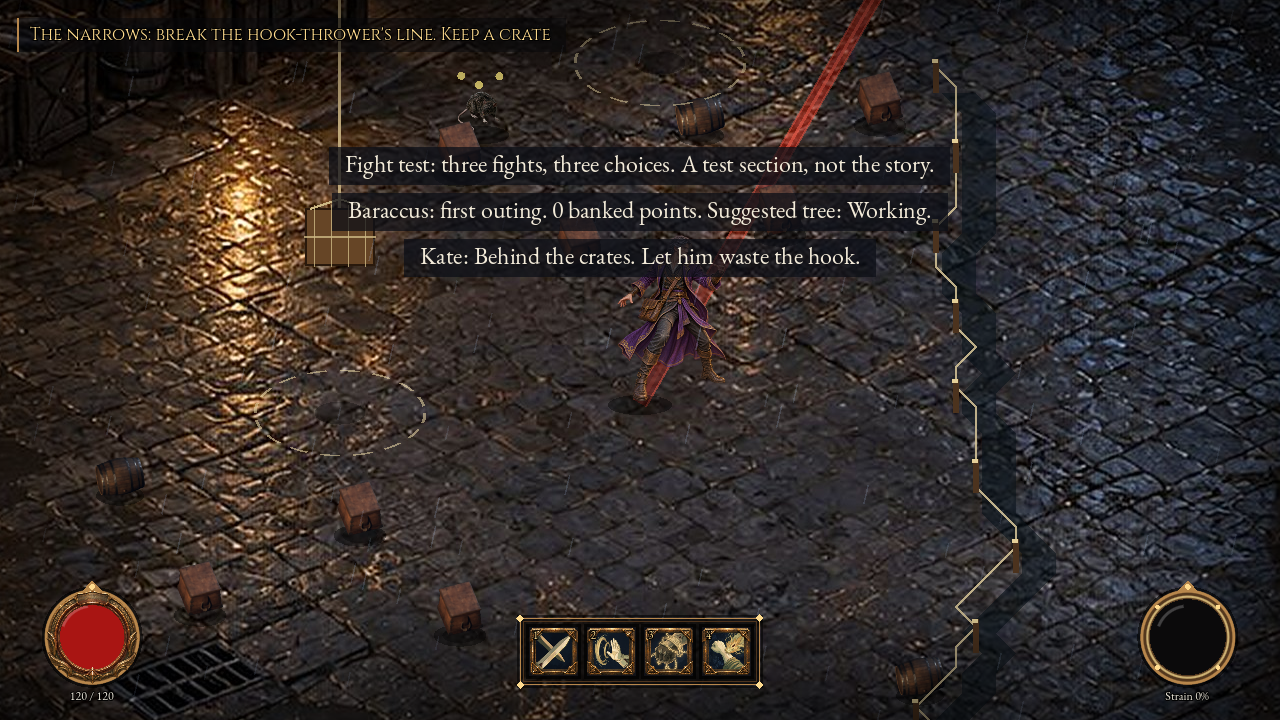 The narrows: break the hook-thrower's line. Keep a crate
Fight test: three fights, three choices. A test section, not the story.
Baraccus: first outing. 0 banked points. Suggested tree: Working.
Kate: Behind the crates. Let him waste the hook.
1 2 3 4
120 / 120
Strain 0%